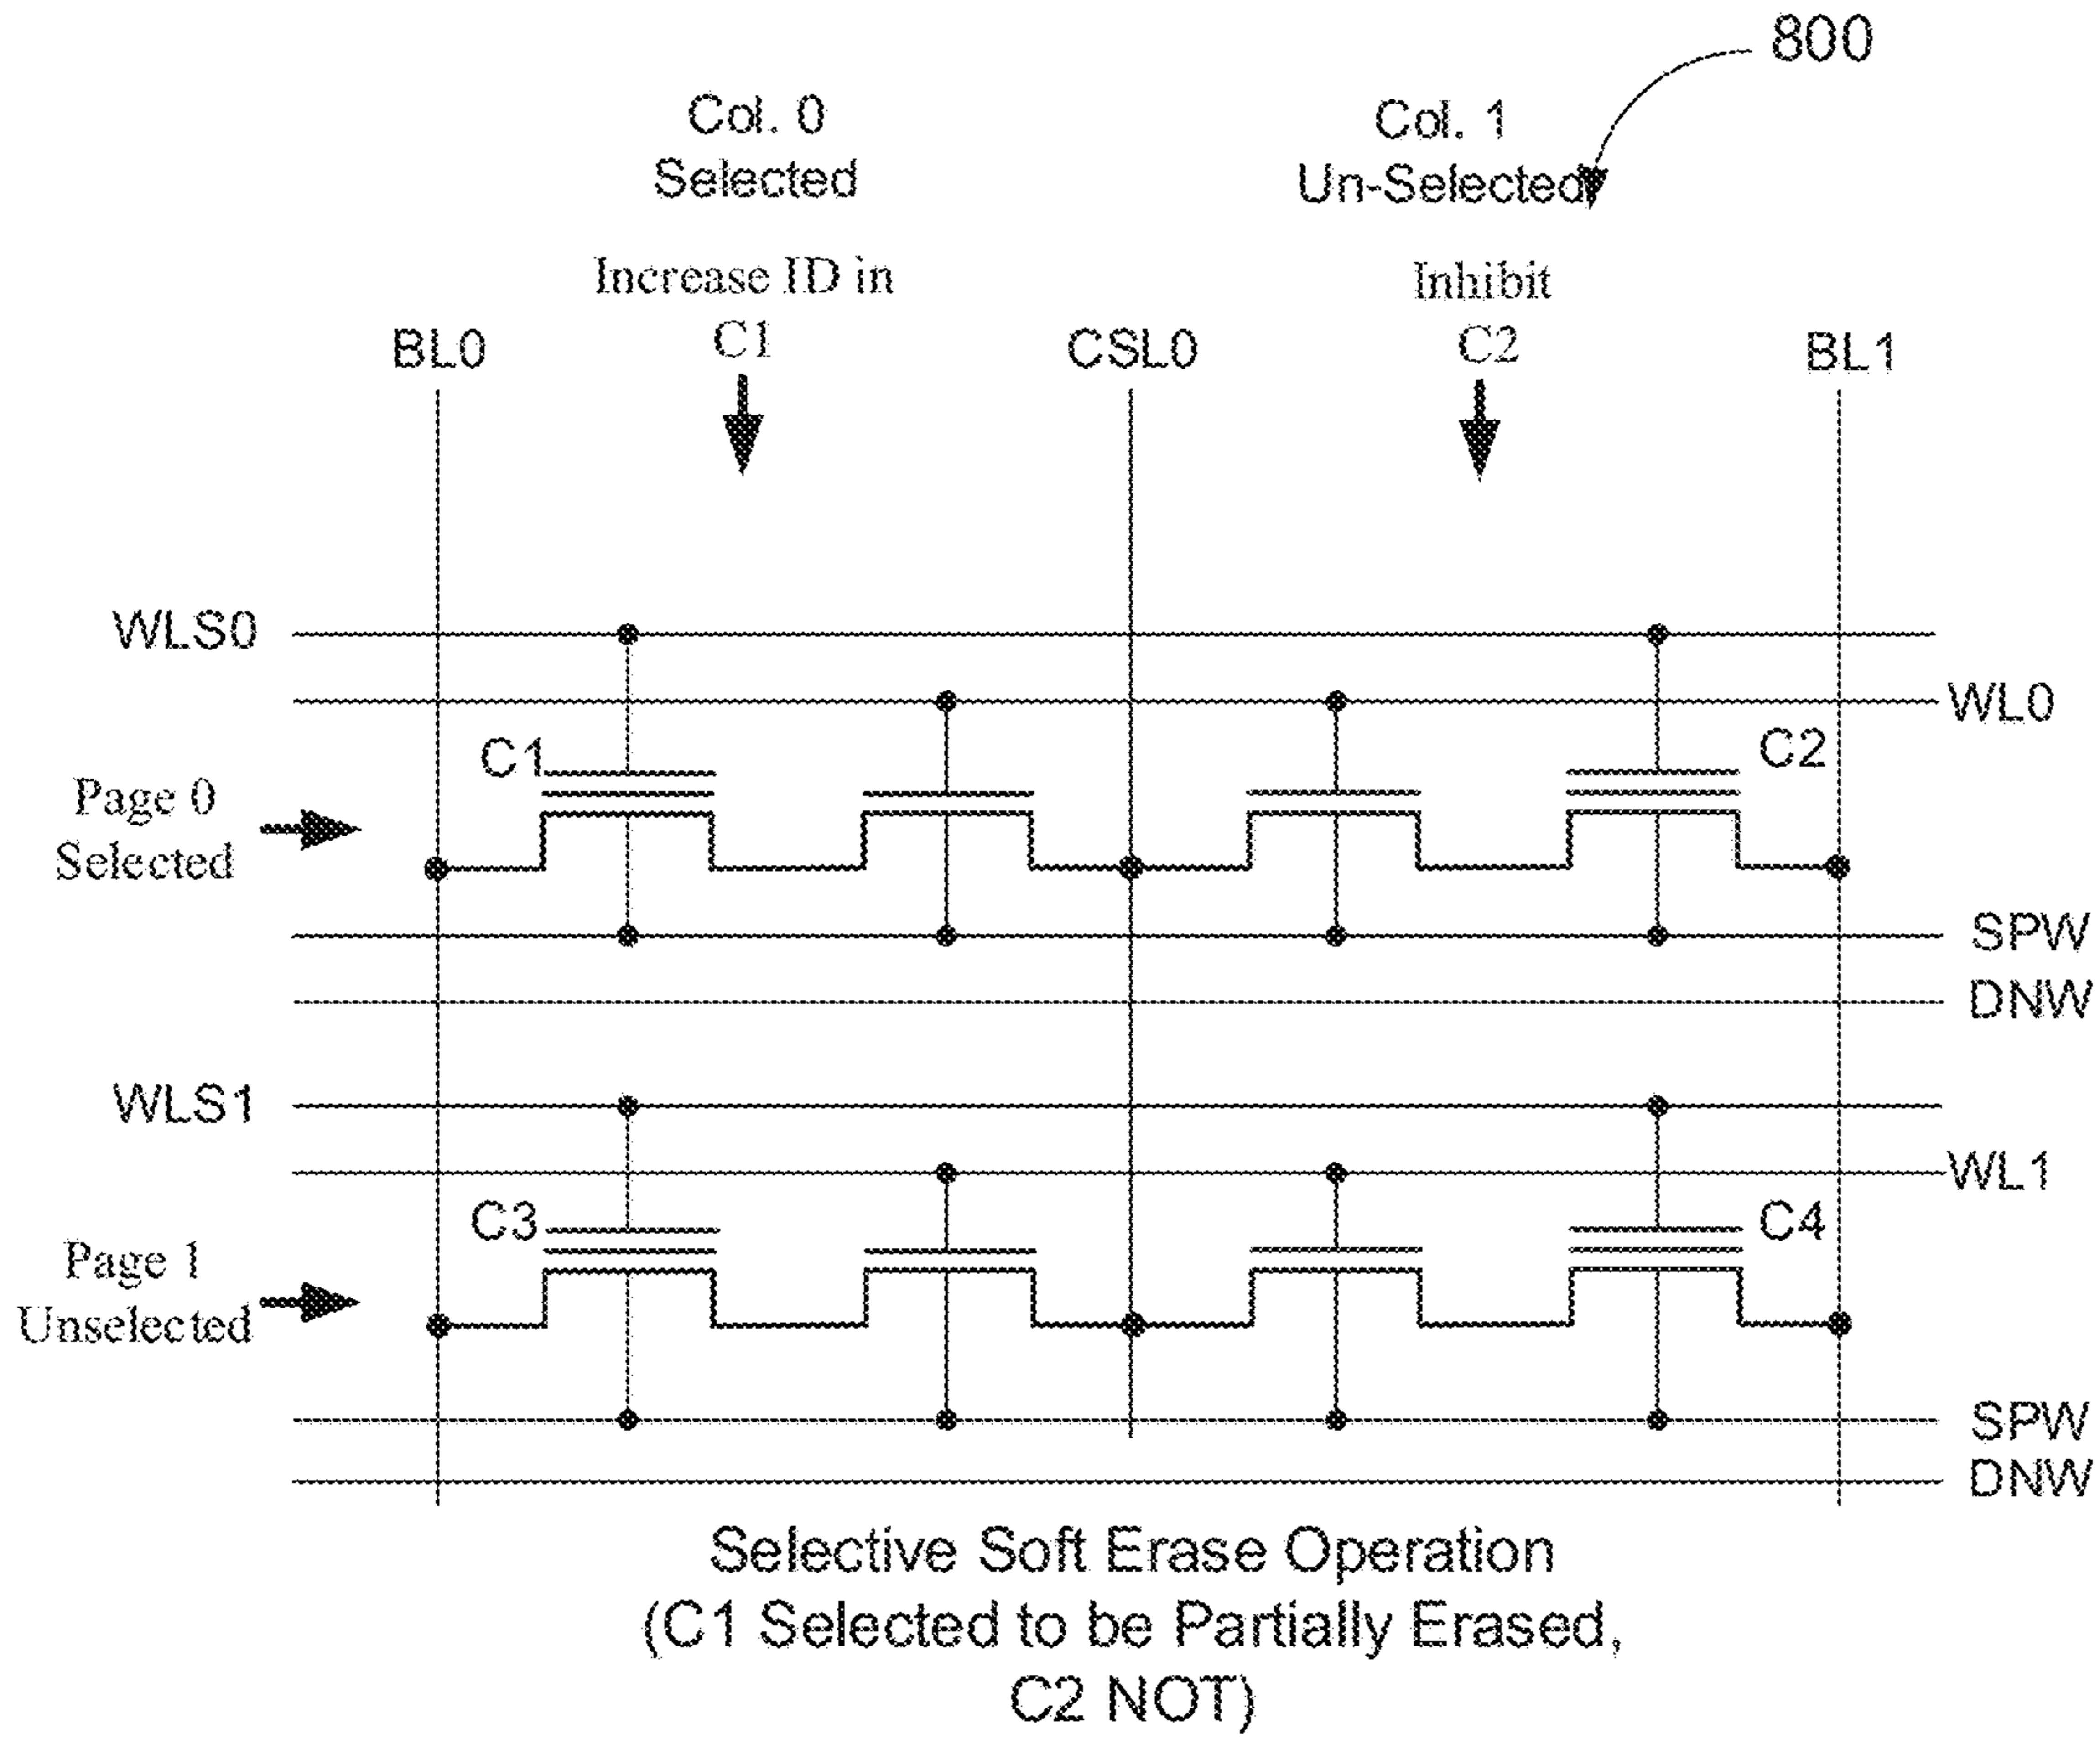 800
Col. 0
Selected
Col. 1
Un-Selected
Increase ID in
C1
Inhibit
C2
BL0
CSL0
BL1
WLS0
WL0
C1
C2
Page 0
Selected
SPW
DNW
WLS1
WL1
C3
C4
Page 1
Unselected
SPW
DNW
Selective Soft Erase Operation
(C1 Selected to be Partially Erased,
C2 NOT)